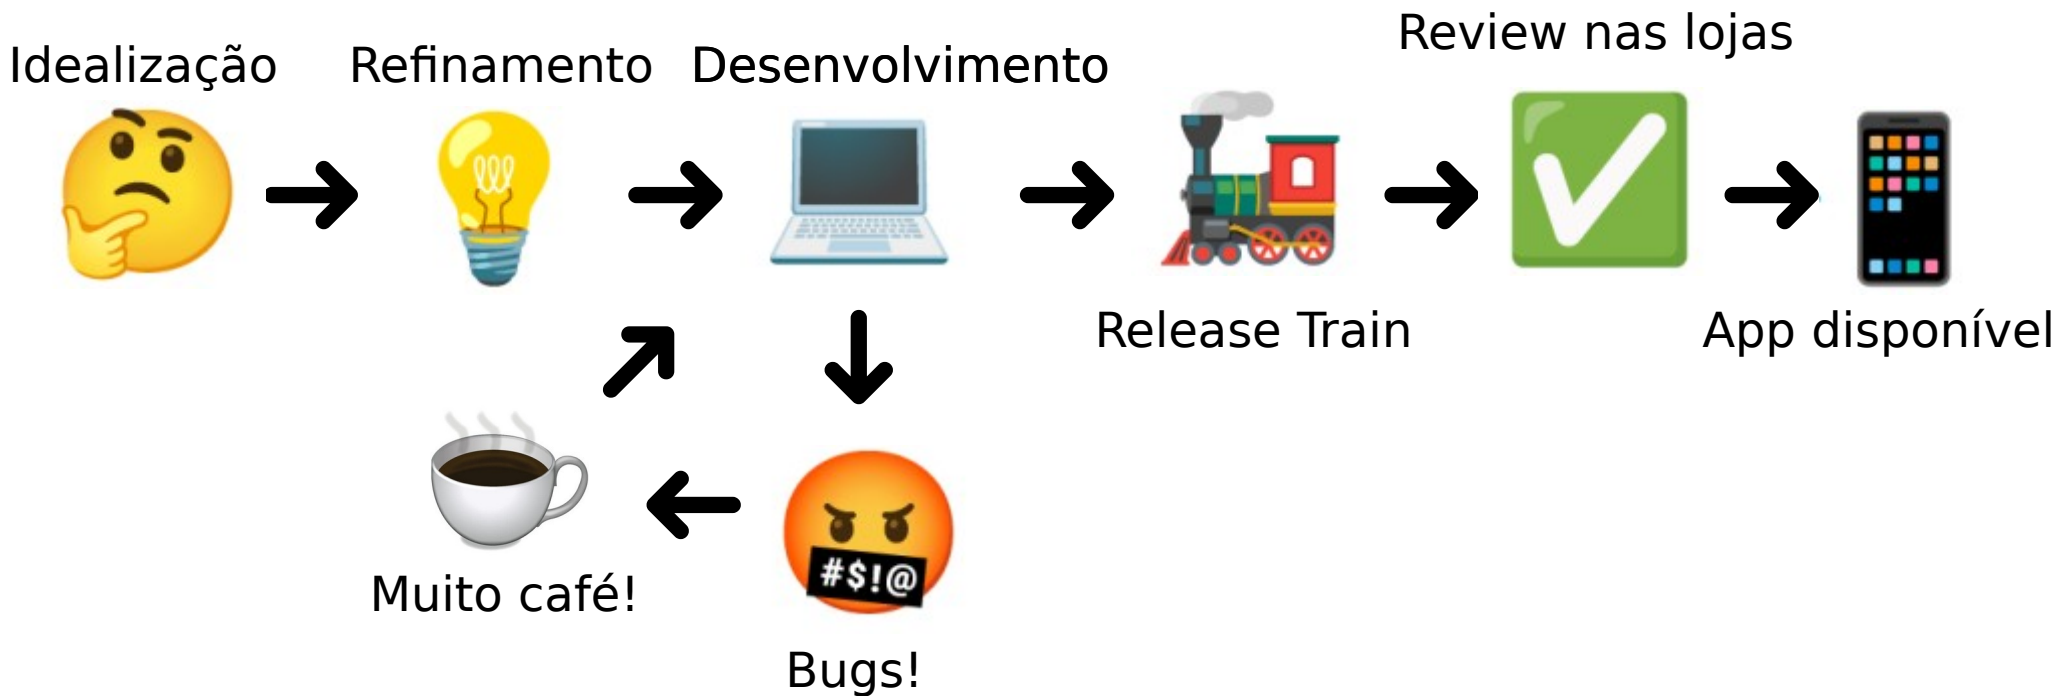 Idealização
Refinamento
Desenvolvimento
Review nas lojas
Release Train
App disponível
Muito café!
#$!@
Bugs!